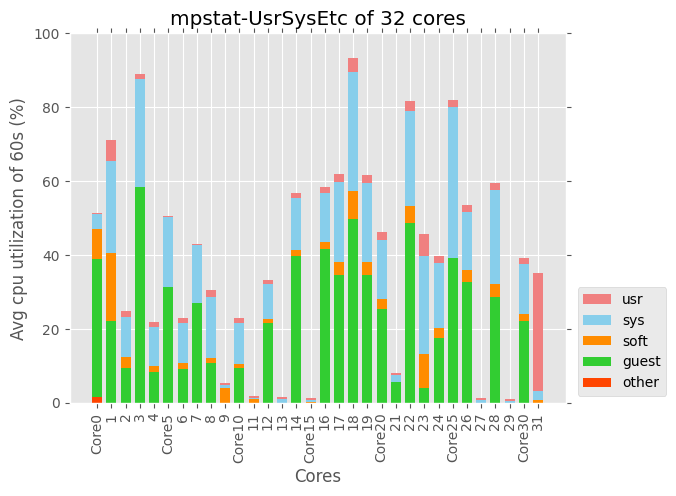 mpstat-UsrSysEtc of 32 cores
Avg cpu utilization of 60s (%)
100
80
60
40
20
0
Core0
1
2
3
4
Core5
6
7
8
9
Core10
11
12
13
14
Core15
16
17
18
19
Core20
21
22
23
24
Core25
26
27
28
29
Core30
31
Cores
usr
sys
soft
guest
other